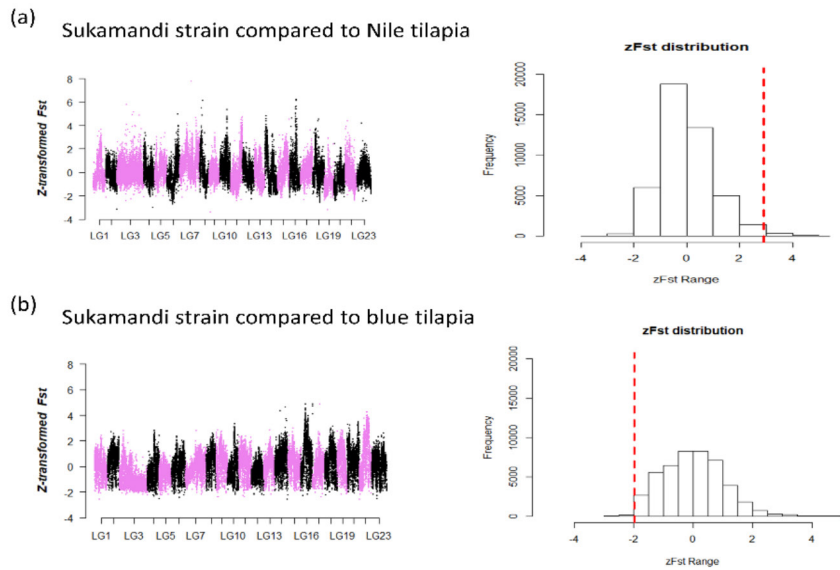 (a)
Sukamandi strain compared to Nile tilapia
Z-transformed Fst
8
6
4
2
0
-2
-4
LG1 LG3 LG5 LG7 LG10 LG13 LG16 LG19 LG23
zFst distribution
Frequency
20000
15000
10000
5000
0
-4 -2 0 2 4
zFst Range
(b)
Sukamandi strain compared to blue tilapia
Z-transformed Fst
8
6
4
2
0
-2
-4
LG1 LG3 LG5 LG7 LG10 LG13 LG16 LG19 LG23
zFst distribution
Frequency
20000
15000
10000
5000
0
-4 -2 0 2 4
zFst Range